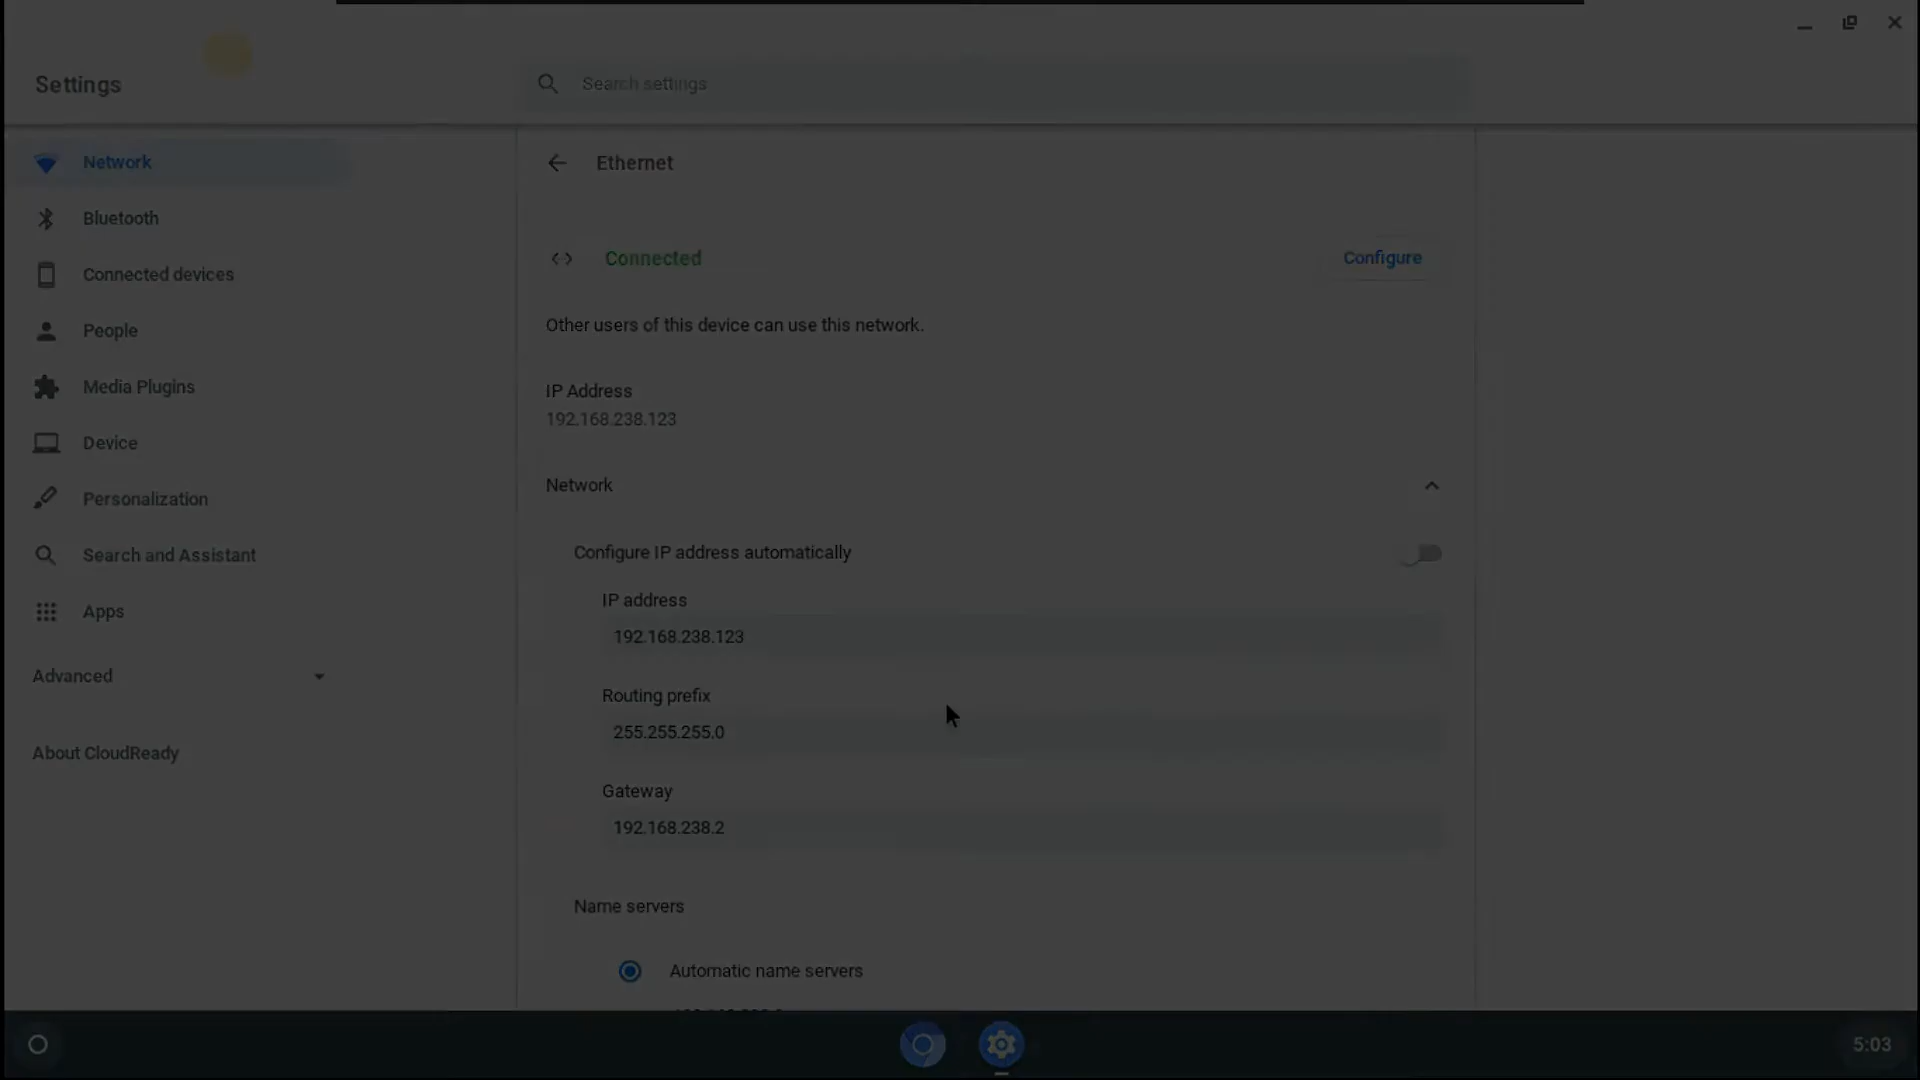 Settings
Search settings
Network
Bluetooth
Connected devices
People
Media Plugins
Device
Personalization
Search and Assistant
Apps
Advanced
About CloudReady
Ethernet
Connected
Configure
Other users of this device can use this network.
IP Address
192.168.238.123
Network
Configure IP address automatically
IP address
192.168.238.123
Routing prefix
255.255.255.0
Gateway
192.168.238.2
Name servers
Automatic name servers
5:03